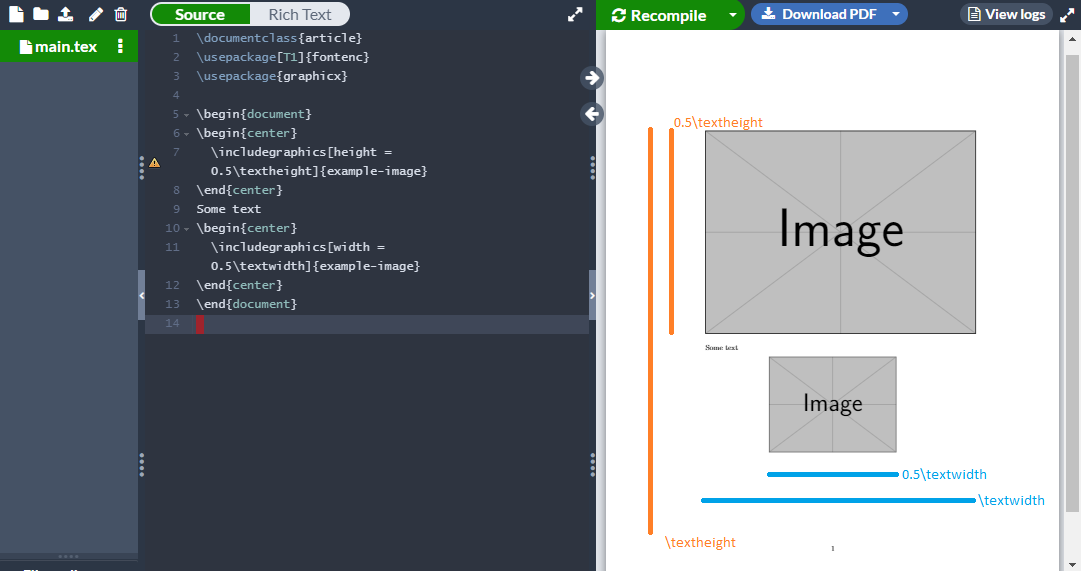 Source Rich Text Recompile Download PDF View logs
main.tex
1 \documentclass{article}
2 \usepackage[T1]{fontenc}
3 \usepackage{graphicx}
4
5 \begin{document}
6 \begin{center}
7 \includegraphics[height =
0.5\textheight]{example-image}
8 \end{center}
9 Some text
10 \begin{center}
11 \includegraphics[width =
0.5\textwidth]{example-image}
12 \end{center}
13 \end{document}
14
0.5\textheight
Image
Some text
Image
0.5\textwidth
\textwidth
\textheight
1